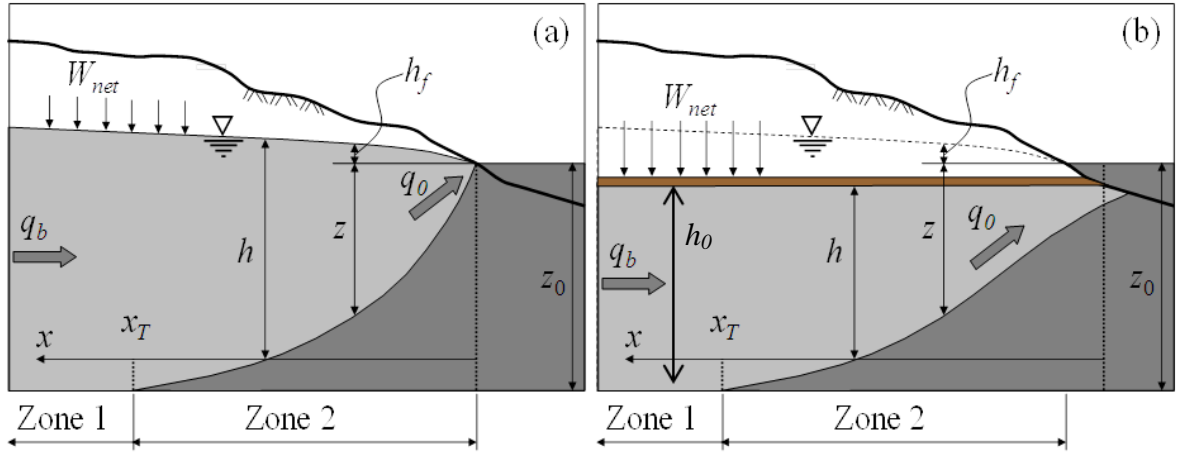 (a)
W_net
h_f
q_0
q_b
z
h
z_0
x_T
x
Zone 1
Zone 2
(b)
W_net
h_f
q_0
q_b
h_0
z
h
z_0
x_T
x
Zone 1
Zone 2